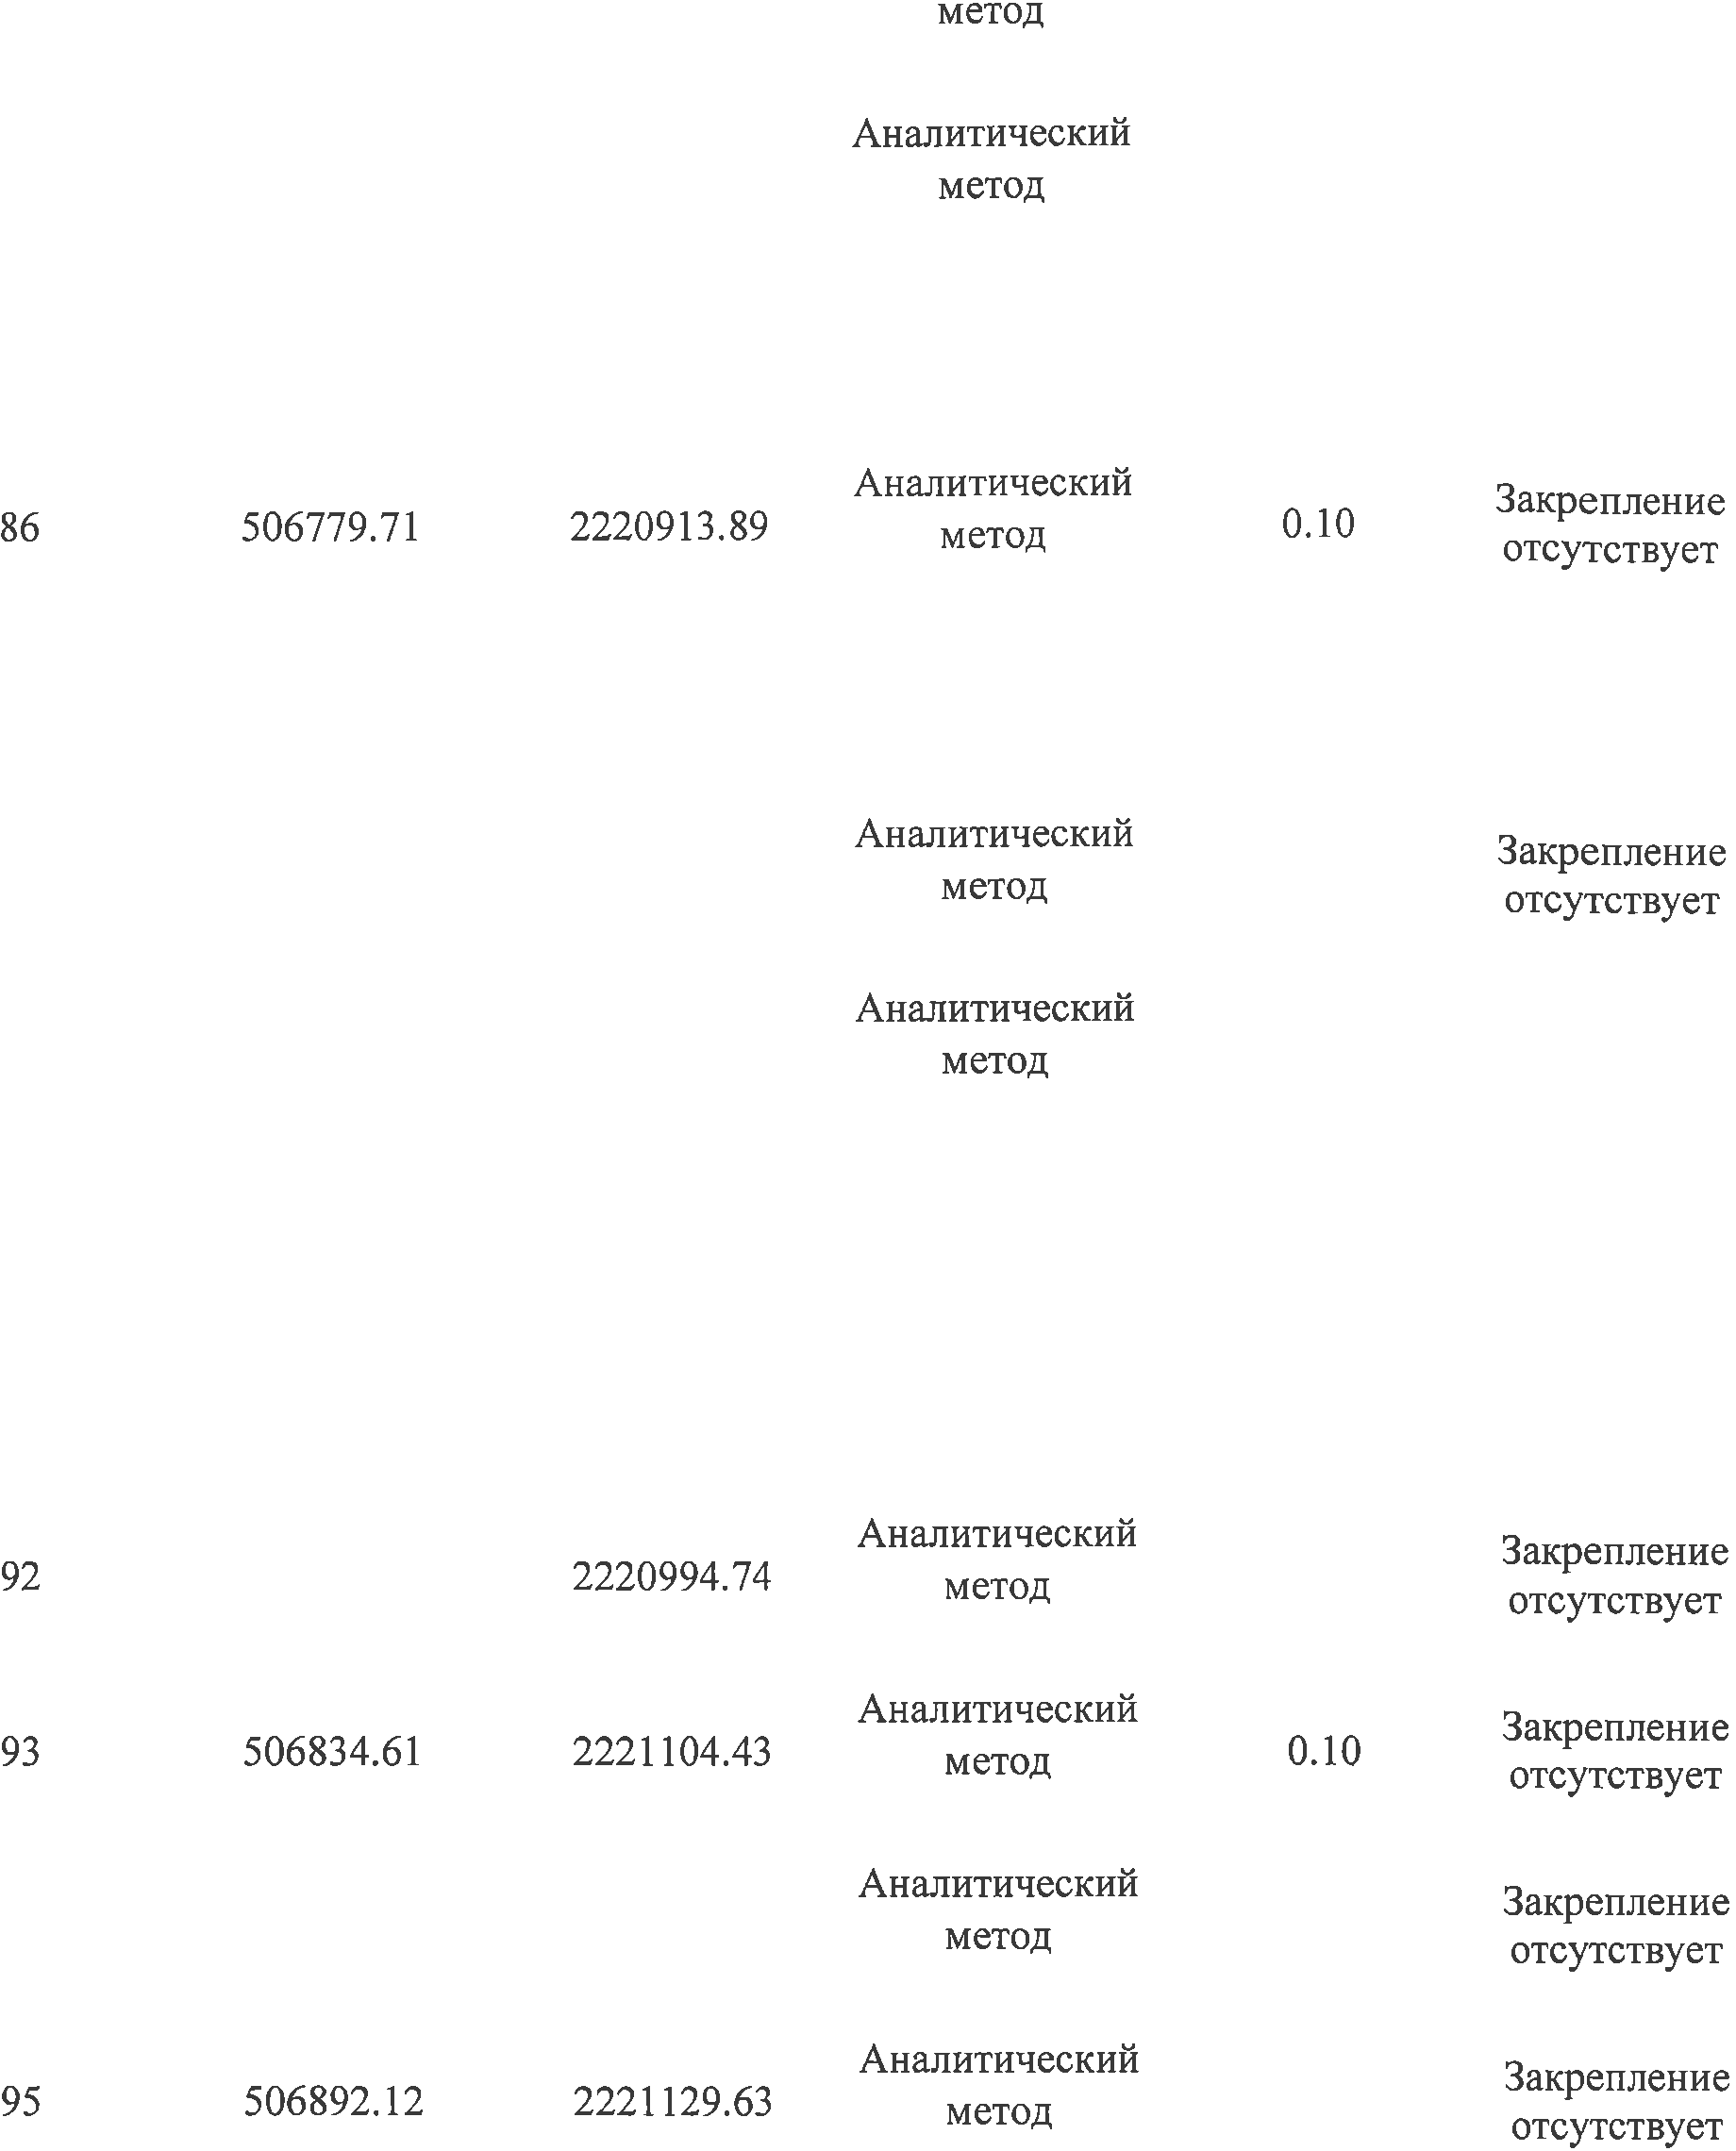 метод
Аналитический
метод
Аналитический
86 506779.71 2220913.89 метод 0.10 Закрепление
отсутствует
Аналитический
метод
Закрепление
отсутствует
Аналитический
метод
Аналитический
92 2220994.74 метод
Закрепление
отсутствует
Аналитический
93 506834.61 2221104.43 метод 0.10 Закрепление
отсутствует
Аналитический
метод
Закрепление
отсутствует
Аналитический
95 506892.12 2221129.63 метод
Закрепление
отсутствует